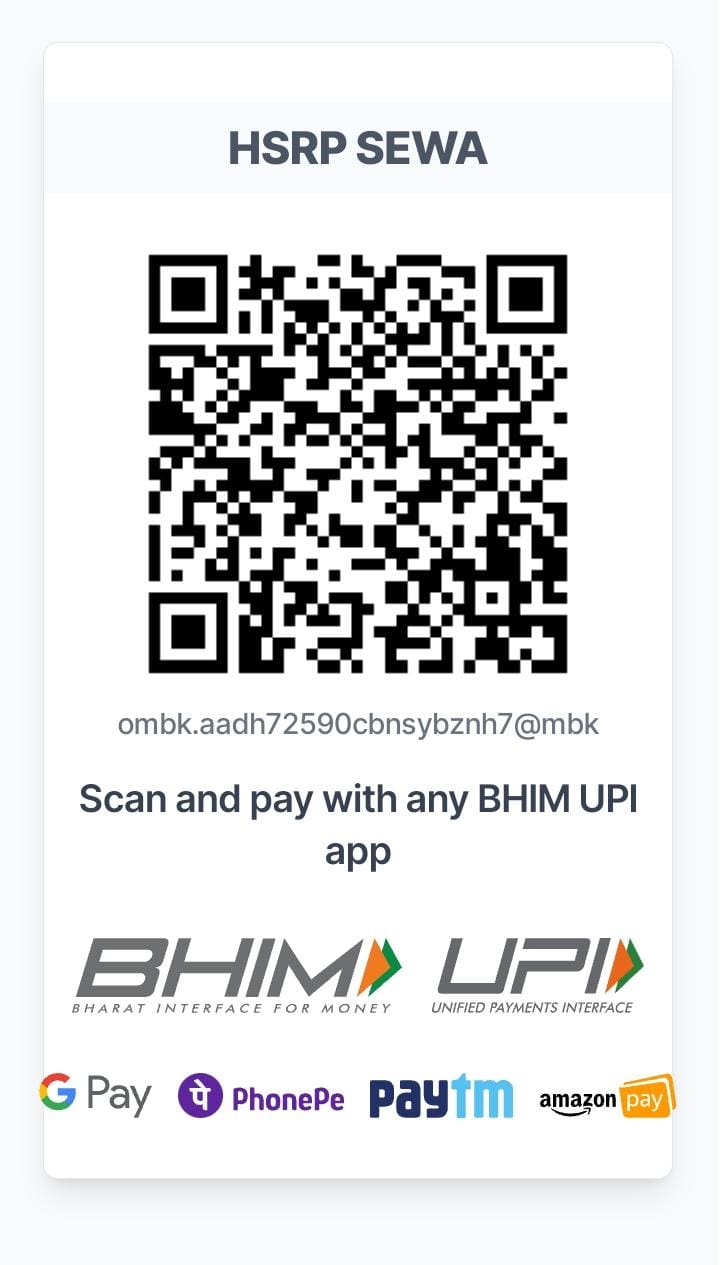 HSRP SEWA
ombk.aadh72590cbnsybznh7@mbk
Scan and pay with any BHIM UPI
app
BHIM UPI
BHARAT INTERFACE FOR MONEY UNIFIED PAYMENTS INTERFACE
G Pay पे PhonePe paytm amazon pay